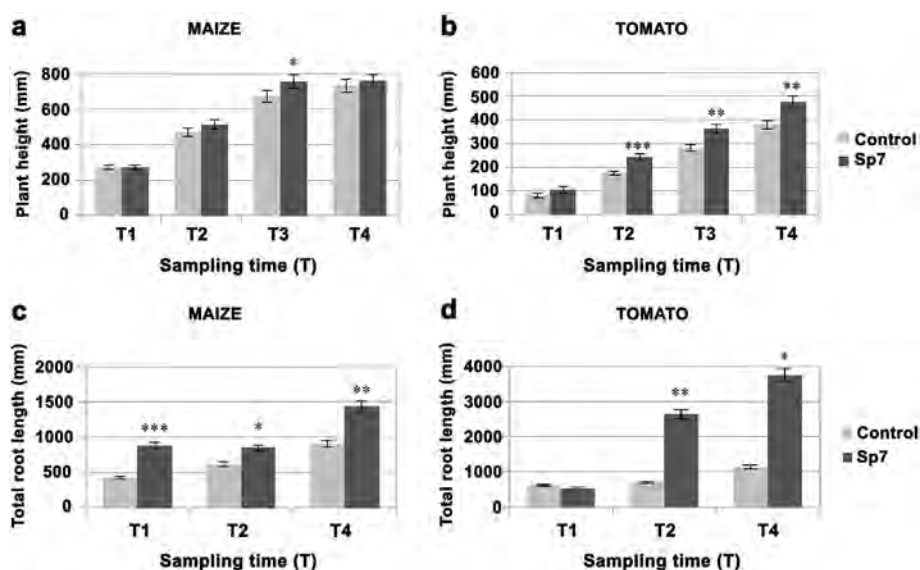 a
MAIZE
Plant height (mm)
800
600
400
200
0
*
T1 T2 T3 T4
Sampling time (T)
b
TOMATO
Plant height (mm)
600
500
400
300
200
100
0
*** ** **
T1 T2 T3 T4
Sampling time (T)
Control
Sp7
c
MAIZE
Total root length (mm)
2000
1500
1000
500
0
*** * **
T1 T2 T4
Sampling time (T)
d
TOMATO
Total root length (mm)
4000
3000
2000
1000
0
** *
T1 T2 T4
Sampling time (T)
Control
Sp7